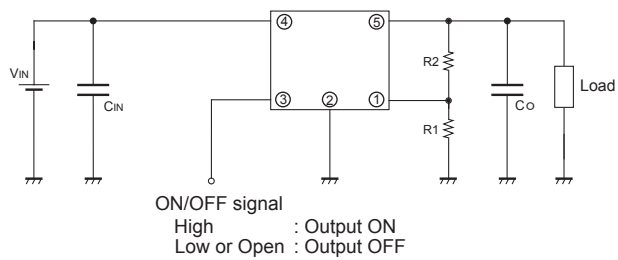 ④ ⑤
R2
VIN
CIN
③ ② ①
CO
Load
R1
ON/OFF signal
High : Output ON
Low or Open : Output OFF